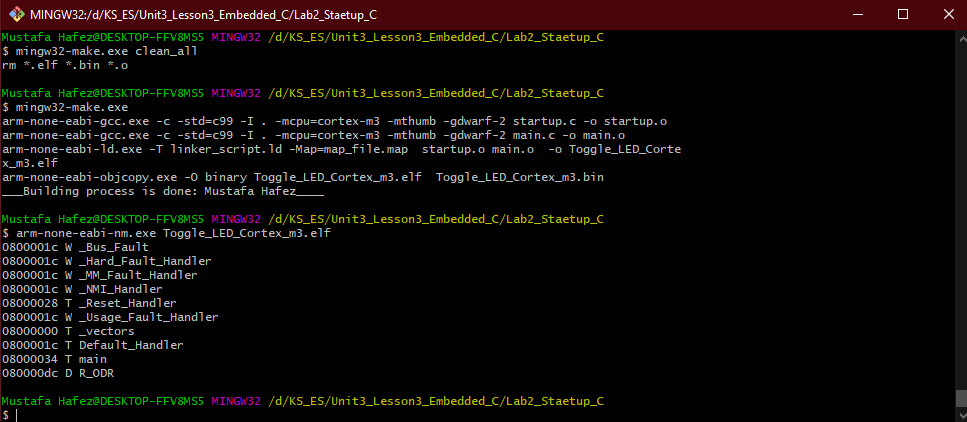 MINGW32:/d/KS_ES/Unit3_Lesson3_Embedded_C/Lab2_Staetup_C
Mustafa Hafez@DESKTOP-FFV8MS5 MINGW32 /d/KS_ES/Unit3_Lesson3_Embedded_C/Lab2_Staetup_C
$ mingw32-make.exe clean_all
rm *.elf *.bin *.o
Mustafa Hafez@DESKTOP-FFV8MS5 MINGW32 /d/KS_ES/Unit3_Lesson3_Embedded_C/Lab2_Staetup_C
$ mingw32-make.exe
arm-none-eabi-gcc.exe -c -std=c99 -I . -mcpu=cortex-m3 -mthumb -gdwarf-2 startup.c -o startup.o
arm-none-eabi-gcc.exe -c -std=c99 -I . -mcpu=cortex-m3 -mthumb -gdwarf-2 main.c -o main.o
arm-none-eabi-ld.exe -T linker_script.ld -Map=map_file.map  startup.o main.o  -o Toggle_LED_Corte
x_m3.elf
arm-none-eabi-objcopy.exe -O binary Toggle_LED_Cortex_m3.elf  Toggle_LED_Cortex_m3.bin
___Building process is done: Mustafa Hafez____
Mustafa Hafez@DESKTOP-FFV8MS5 MINGW32 /d/KS_ES/Unit3_Lesson3_Embedded_C/Lab2_Staetup_C
$ arm-none-eabi-nm.exe Toggle_LED_Cortex_m3.elf
0800001c W _Bus_Fault
0800001c W _Hard_Fault_Handler
0800001c W _MM_Fault_Handler
0800001c W _NMI_Handler
08000028 T _Reset_Handler
0800001c W _Usage_Fault_Handler
08000000 T _vectors
0800001c T Default_Handler
08000034 T main
080000dc D R_ODR
Mustafa Hafez@DESKTOP-FFV8MS5 MINGW32 /d/KS_ES/Unit3_Lesson3_Embedded_C/Lab2_Staetup_C
$